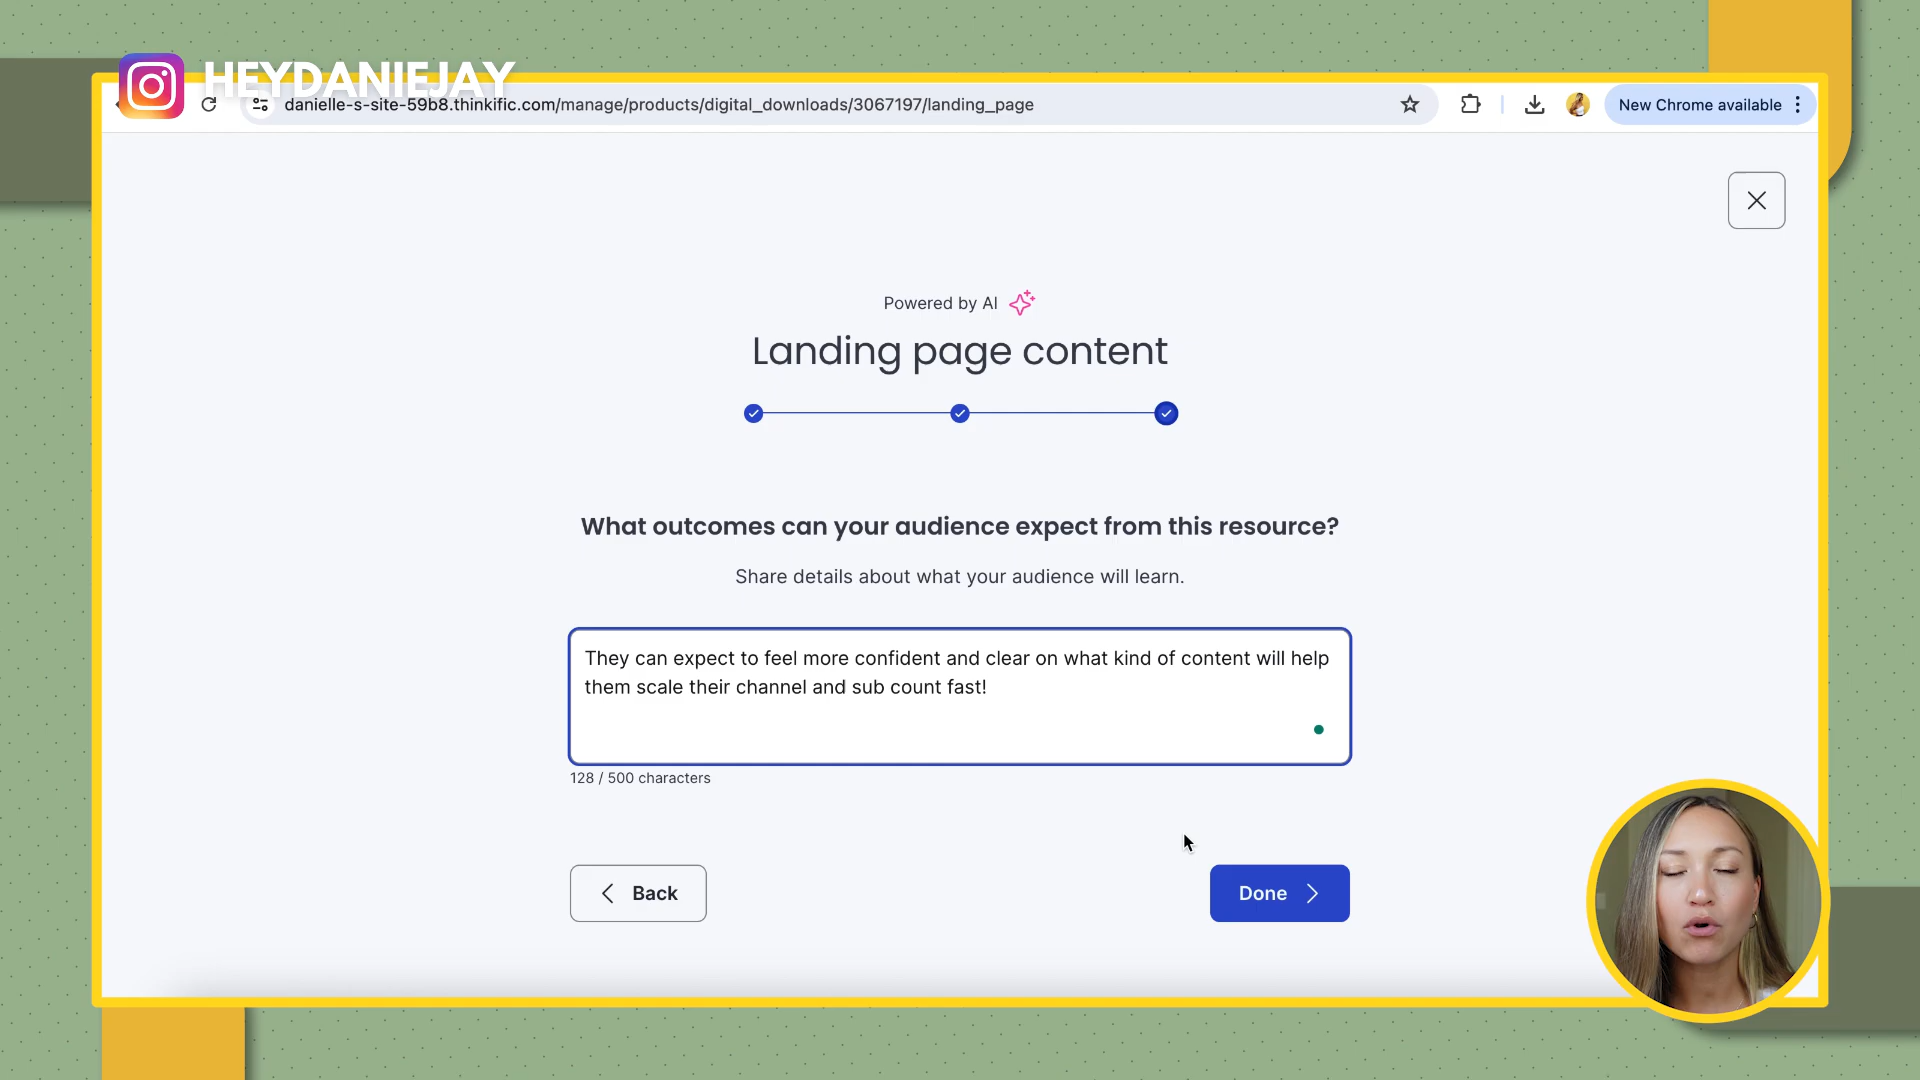 HEYDANIEJAY
danielle-s-site-59b8.thinkific.com/manage/products/digital_downloads/3067197/landing_page
New Chrome available
Powered by AI
Landing page content
What outcomes can your audience expect from this resource?
Share details about what your audience will learn.
They can expect to feel more confident and clear on what kind of content will help
them scale their channel and sub count fast!
128 / 500 characters
Back
Done